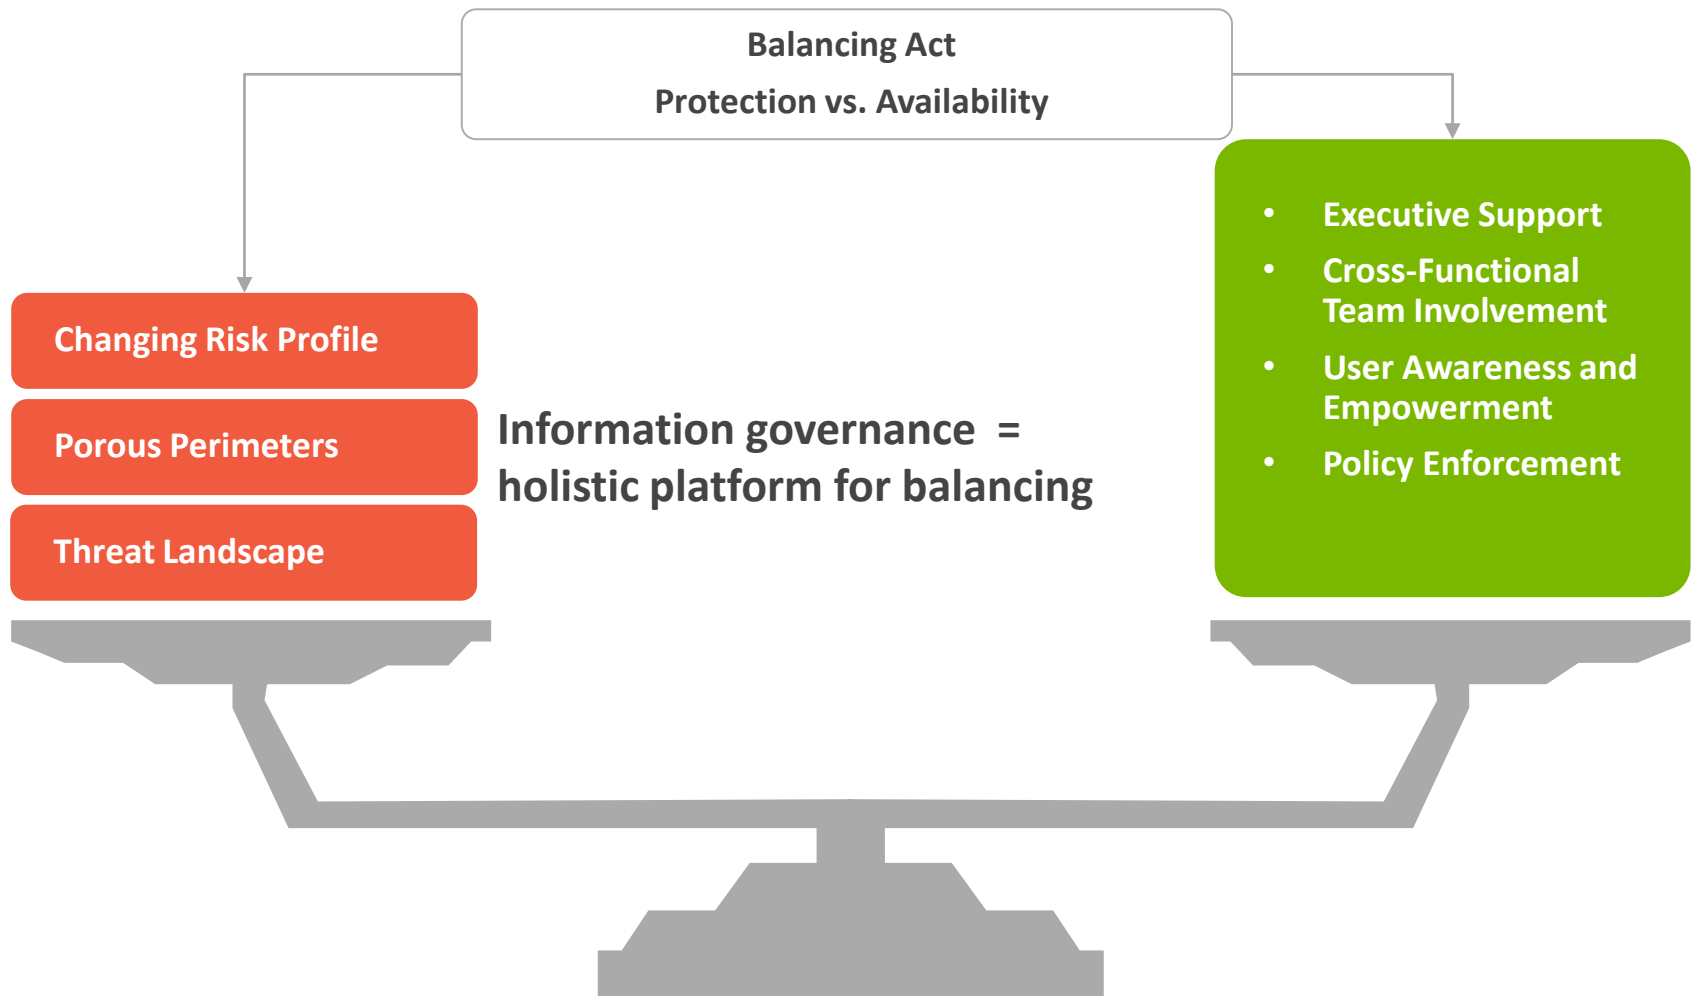 Balancing Act
Protection vs. Availability
Changing Risk Profile
Porous Perimeters
Threat Landscape
Information governance =
holistic platform for balancing
• Executive Support
• Cross-Functional
Team Involvement
• User Awareness and
Empowerment
• Policy Enforcement